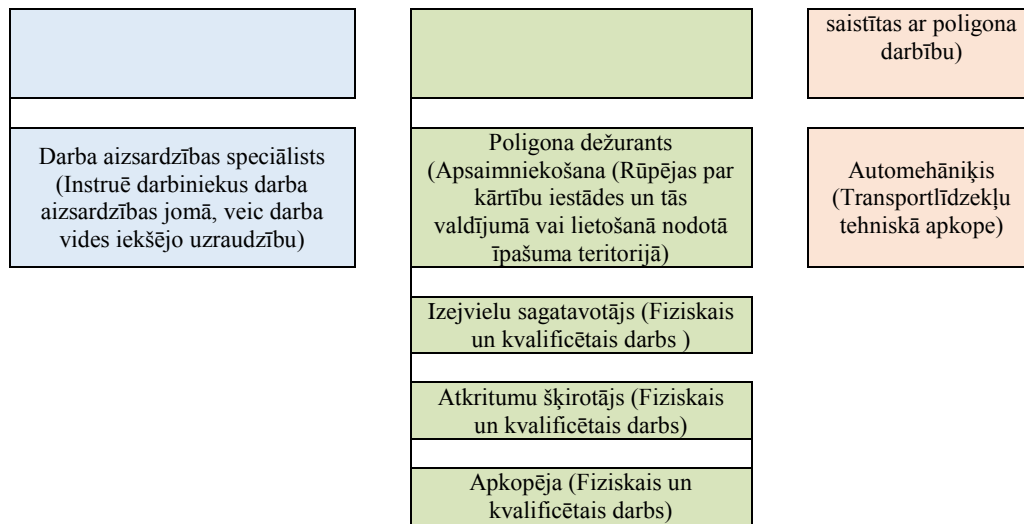 saistītas ar poligona
darbību)
Darba aizsardzības speciālists
(Instruē darbiniekus darba
aizsardzības jomā, veic darba
vides iekšējo uzraudzību)
Poligona dežurants
(Apsaimniekošana (Rūpējas par
kārtību iestādes un tās
valdījumā vai lietošanā nodotā
īpašuma teritorijā)
Automehāniķis
(Transportlīdzekļu
tehniskā apkope)
Izejvielu sagatavotājs (Fiziskais
un kvalificētais darbs )
Atkritumu šķirotājs (Fiziskais
un kvalificētais darbs)
Apkopēja (Fiziskais un
kvalificētais darbs)